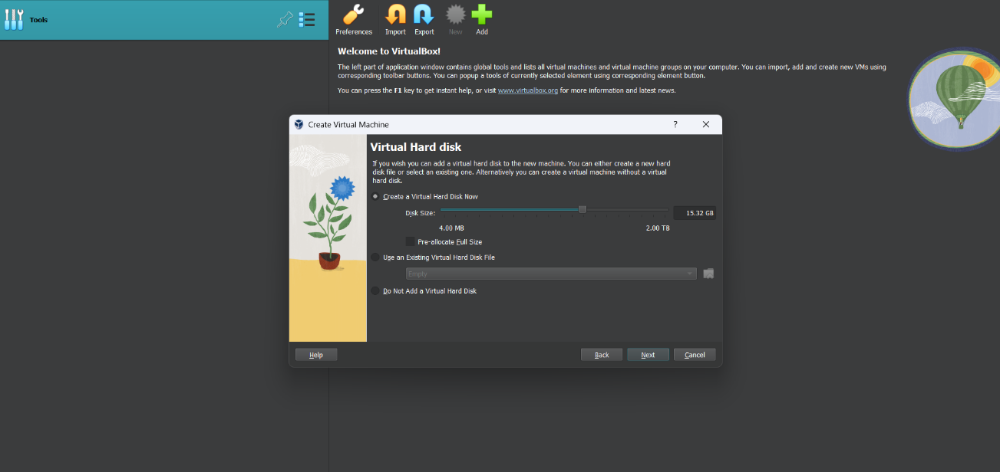 Tools
Preferences
Import
Export
New
Add
Welcome to VirtualBox!
The left part of application window contains global tools and lists all virtual machines and virtual machine groups on your computer. You can import, add and create new VMs using
corresponding toolbar buttons. You can popup a tools of currently selected element using corresponding element button.
You can press the F1 key to get instant help, or visit www.virtualbox.org for more information and latest news.
Create Virtual Machine
?
Virtual Hard disk
If you wish you can add a virtual hard disk to the new machine. You can either create a new hard
disk file or select an existing one. Alternatively you can create a virtual machine without a virtual
hard disk.
Create a Virtual Hard Disk Now
Disk Size:
15.32 GB
4.00 MB
2.00 TB
Pre-allocate Full Size
Use an Existing Virtual Hard Disk File
Empty
Do Not Add a Virtual Hard Disk
Help
Back
Next
Cancel